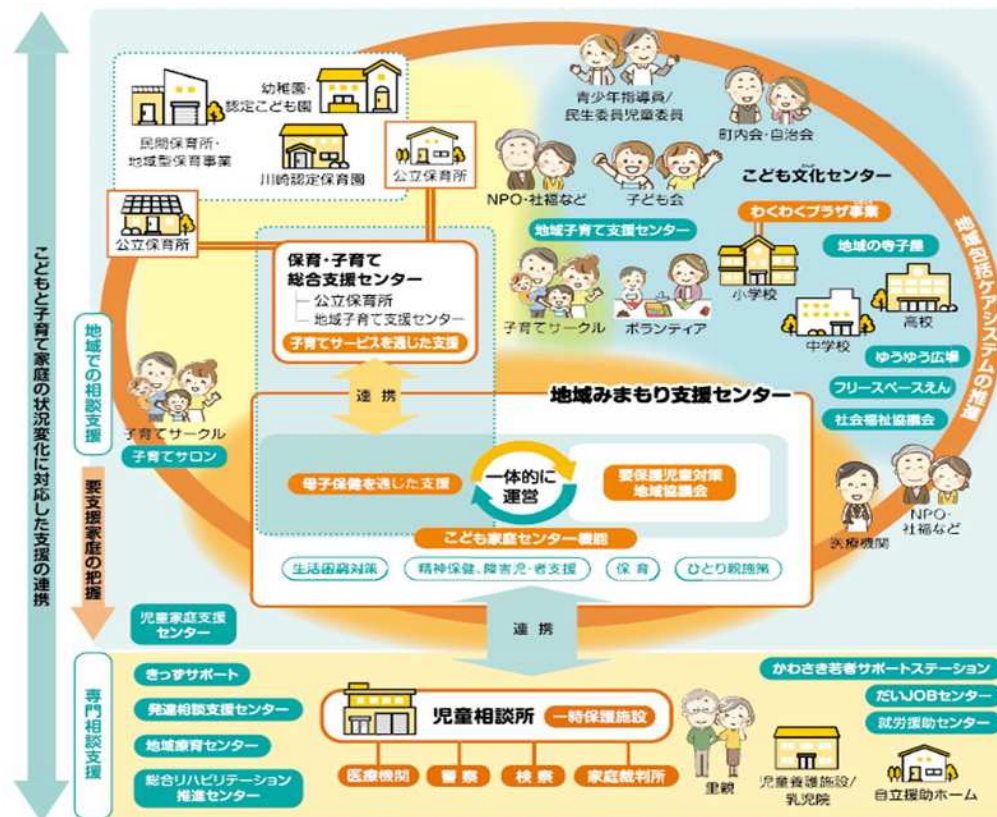 こどもと子育て家庭の状況変化に対応した支援の連携
地域での相談支援
要支援家庭の把握
専門相談支援
幼稚園・
認定こども園
民間保育所・
地域型保育事業
川崎認定保育園
公立保育所
公立保育所
保育・子育て
総合支援センター
公立保育所
地域子育て支援センター
子育てサービスを通じた支援
連携
子育てサークル
子育てサロン
青少年指導員/
民生委員児童委員
町内会・自治会
NPO・社福など
子ども会
地域子育て支援センター
子育てサークル
ボランティア
こども文化センター
わくわくプラザ事業
小学校
地域の寺子屋
中学校
高校
ゆうゆう広場
フリースペースえん
社会福祉協議会
地域包括ケアシステムの推進
医療機関
NPO・
社福など
地域みまもり支援センター
母子保健を通じた支援
一体的に
運営
要保護児童対策
地域協議会
こども家庭センター機能
生活困窮対策
精神保健、障害児・者支援
保育
ひとり親施策
連携
児童家庭支援
センター
きっずサポート
発達相談支援センター
地域療育センター
総合リハビリテーション
推進センター
児童相談所
一時保護施設
医療機関
警察
検察
家庭裁判所
里親
児童養護施設/
乳児院
自立援助ホーム
かわさき若者サポートステーション
だいJOBセンター
就労援助センター